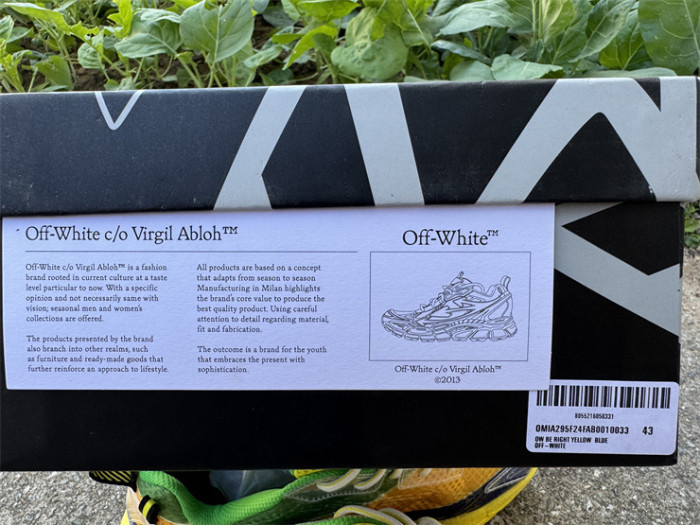 Off-White c/o Virgil Abloh™
Off-White c/o Virgil Abloh™ is a fashion
brand rooted in current culture at a taste
level particular to now. With a specific
opinion and not necessarily same with
vision; seasonal men and women's
collections are offered.
The products presented by the brand
also branch into other realms, such
as furniture and ready-made goods that
further reinforce an approach to lifestyle.
All products are based on a concept
that adapts from season to season
Manufacturing in Milan highlights
the brand's core value to produce the
best quality product. Using careful
attention to detail regarding material,
fit and fabrication.
The outcome is a brand for the youth
that embraces the present with
sophistication.
Off-White™
Off-White c/o Virgil Abloh™
©2013
8055216058331
OMIA295F24FAB0010033 43
OW BE RIGHT YELLOW BLUE
OFF-WHITE